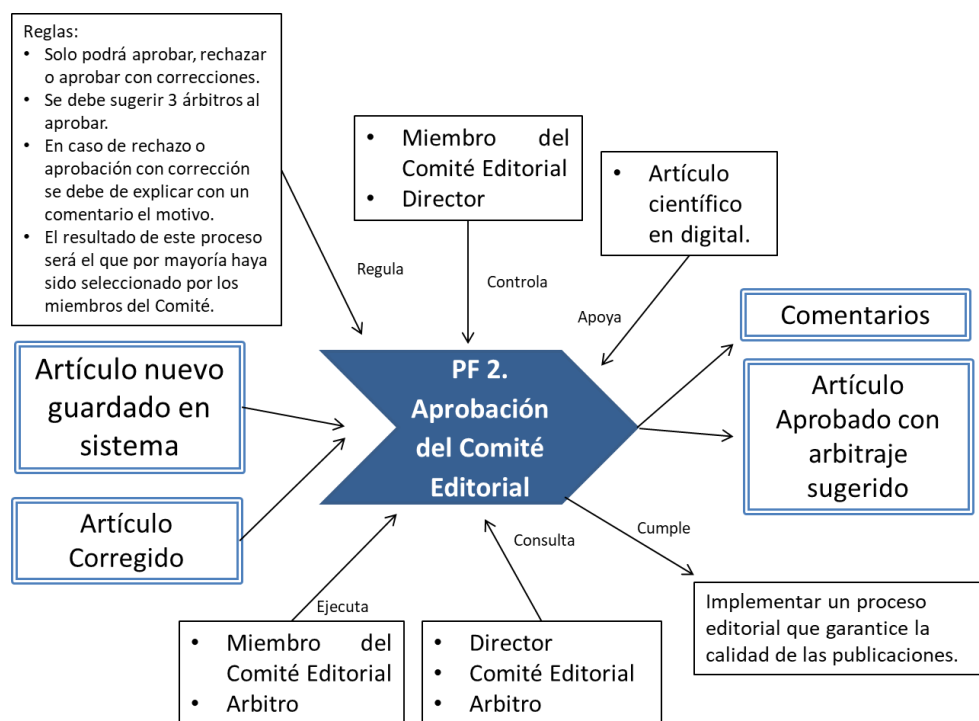 Reglas:
• Solo podrá aprobar, rechazar
o aprobar con correcciones.
• Se debe sugerir 3 árbitros al
aprobar.
• En caso de rechazo o
aprobación con corrección
se debe de explicar con un
comentario el motivo.
• El resultado de este proceso
será el que por mayoría haya
sido seleccionado por los
miembros del Comité.
• Miembro del
Comité Editorial
• Director
• Artículo
científico
en digital.
Regula
Controla
Apoya
Artículo nuevo
guardado en
sistema
Artículo
Corregido
PF 2.
Aprobación
del Comité
Editorial
Comentarios
Artículo
Aprobado con
arbitraje
sugerido
Ejecuta
Consulta
Cumple
• Miembro del
Comité Editorial
• Arbitro
• Director
• Comité Editorial
• Arbitro
Implementar un proceso
editorial que garantice la
calidad de las publicaciones.